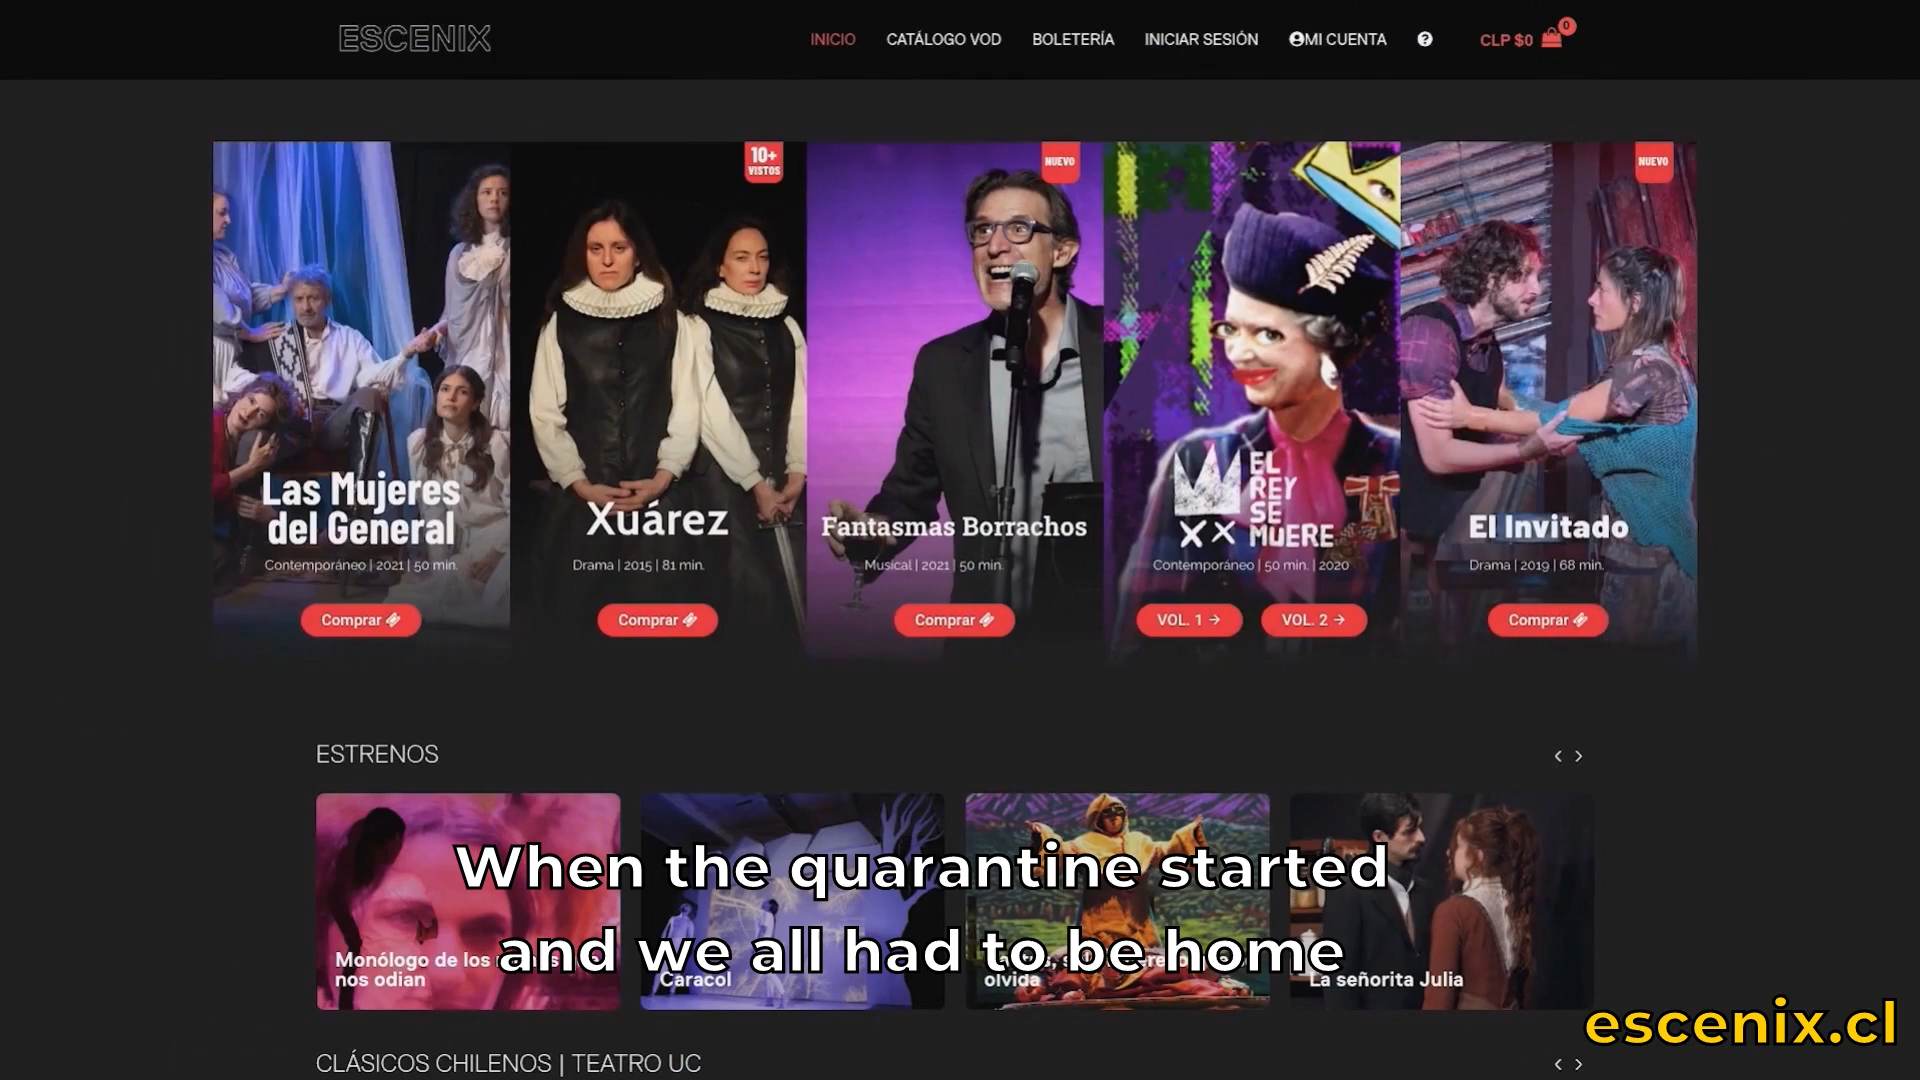 ESCENIX
INICIO CATÁLOGO VOD BOLETERÍA INICIAR SESIÓN MI CUENTA CLP $0 0
10+
VISTOS
NUEVO
NUEVO
Las Mujeres
del General
Contemporáneo | 2021 | 50 min.
Comprar
Xuárez
Drama | 2015 | 81 min.
Comprar
Fantasmas Borrachos
Musical | 2021 | 50 min.
Comprar
EL
REY
SE
MUERE
Contemporáneo | 50 min. | 2020
VOL. 1 →
VOL. 2 →
El Invitado
Drama | 2019 | 68 min.
Comprar
ESTRENOS
When the quarantine started
and we all had to be home
Monólogo de los
nos odian
Caracol
olvida
La señorita Julia
escenix.cl
CLÁSICOS CHILENOS | TEATRO UC